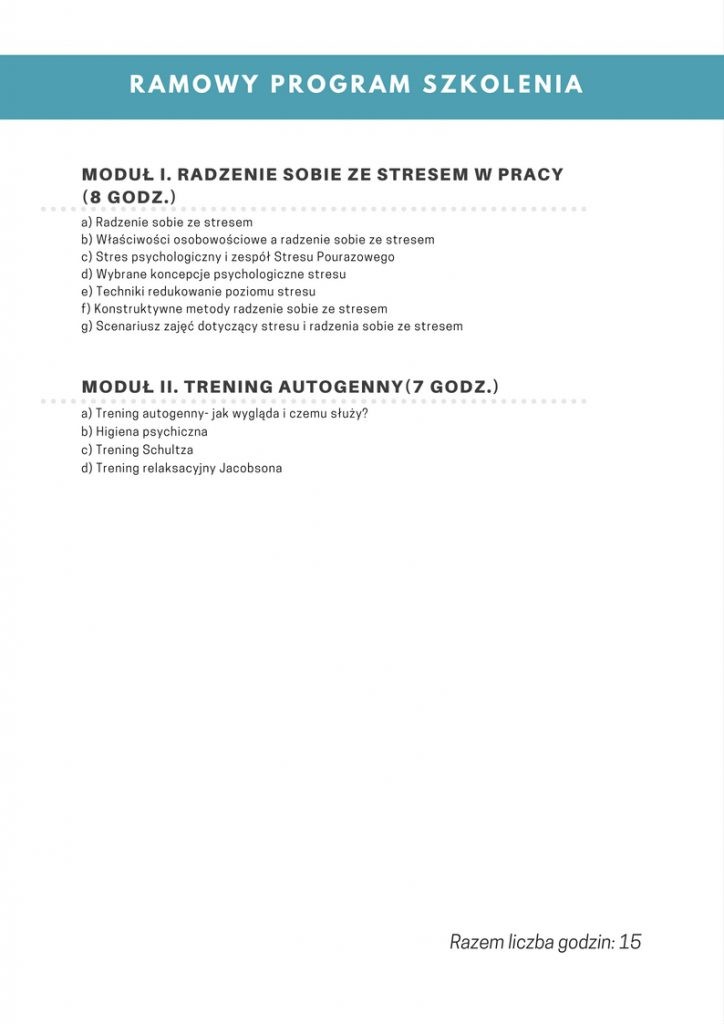 RAMOWY PROGRAM SZKOLENIA
MODUŁ I. RADZENIE SOBIE ZE STRESEM W PRACY
(8 GODZ.)
a) Radzenie sobie ze stresem
b) Właściwości osobowościowe a radzenie sobie ze stresem
c) Stres psychologiczny i zespół Stresu Pourazowego
d) Wybrane koncepcje psychologiczne stresu
e) Techniki redukowanie poziomu stresu
f) Konstruktywne metody radzenie sobie ze stresem
g) Scenariusz zajęć dotyczący stresu i radzenia sobie ze stresem
MODUŁ II. TRENING AUTOGENNY(7 GODZ.)
a) Trening autogenny- jak wygląda i czemu służy?
b) Higiena psychiczna
c) Trening Schultza
d) Trening relaksacyjny Jacobsona
Razem liczba godzin: 15